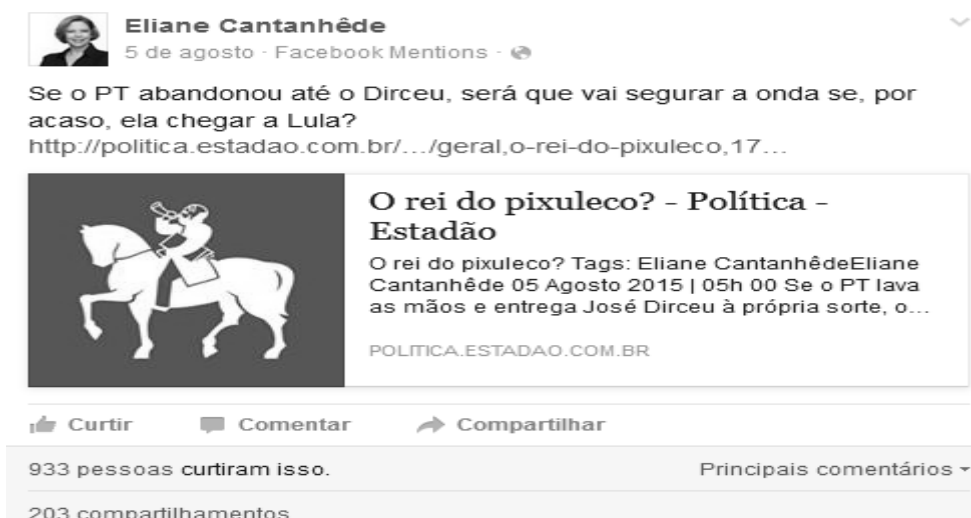 Eliane Cantanhêde
5 de agosto · Facebook Mentions ·
Se o PT abandonou até o Dirceu, será que vai segurar a onda se, por
acaso, ela chegar a Lula?
http://politica.estadao.com.br/.../geral,o-rei-do-pixuleco,17...
O rei do pixuleco? - Política -
Estadão
O rei do pixuleco? Tags: Eliane CantanhêdeEliane
Cantanhêde 05 Agosto 2015 | 05h 00 Se o PT lava
as mãos e entrega José Dirceu à própria sorte, o...
POLITICA.ESTADAO.COM.BR
Curtir Comentar Compartilhar
933 pessoas curtiram isso. Principais comentários
203 compartilhamentos